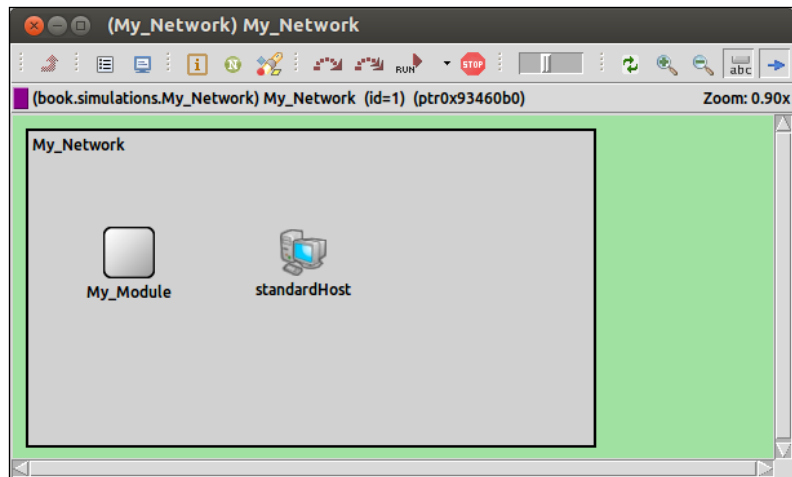 (My_Network) My_Network
i N RUN STOP abc
(book.simulations.My_Network) My_Network (id=1) (ptr0x93460b0) Zoom: 0.90x
My_Network
My_Module
standardHost